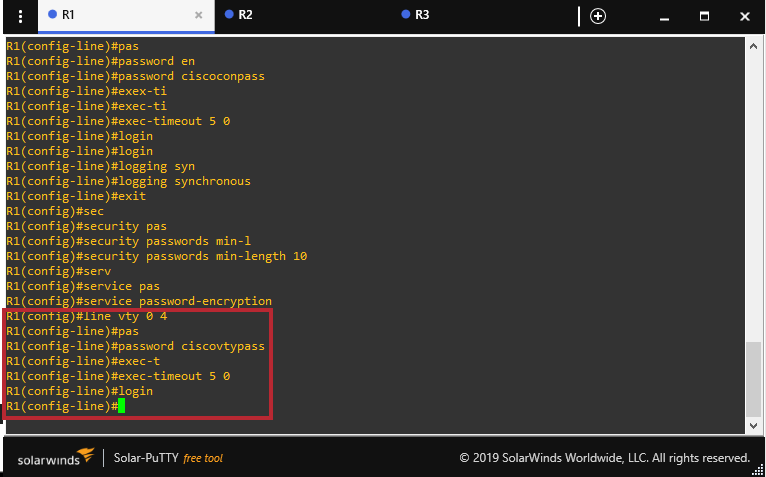 R1
R2
R3
R1(config-line)#pas
R1(config-line)#password en
R1(config-line)#password ciscoconpass
R1(config-line)#exex-ti
R1(config-line)#exec-ti
R1(config-line)#exec-timeout 5 0
R1(config-line)#login
R1(config-line)#login
R1(config-line)#logging syn
R1(config-line)#logging synchronous
R1(config-line)#exit
R1(config)#sec
R1(config)#security pas
R1(config)#security passwords min-l
R1(config)#security passwords min-length 10
R1(config)#serv
R1(config)#service pas
R1(config)#service password-encryption
R1(config)#line vty 0 4
R1(config-line)#pas
R1(config-line)#password ciscovtypass
R1(config-line)#exec-t
R1(config-line)#exec-timeout 5 0
R1(config-line)#login
R1(config-line)#
solarwinds Solar-PuTTY free tool © 2019 SolarWinds Worldwide, LLC. All rights reserved.